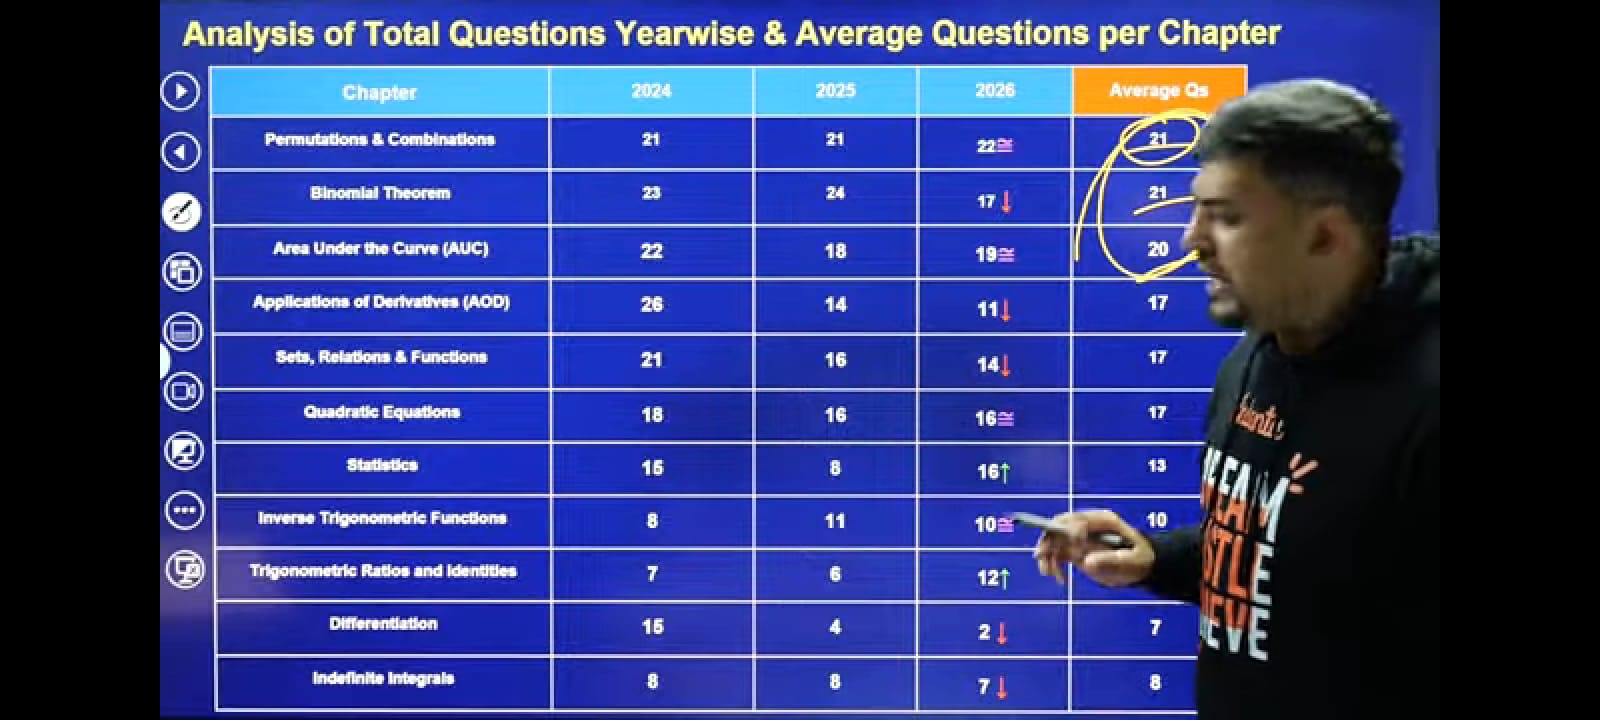 Analysis of Total Questions Yearwise & Average Questions per Chapter
Chapter 2024 2025 2026 Average Qs
Permutations & Combinations 21 21 22≅ 21
Binomial Theorem 23 24 17↓ 21
Area Under the Curve (AUC) 22 18 19≅ 20
Applications of Derivatives (AOD) 26 14 11↓ 17
Sets, Relations & Functions 21 16 14↓ 17
Quadratic Equations 18 16 16≅ 17
Statistics 15 8 16↑ 13
Inverse Trigonometric Functions 8 11 10≅ 10
Trigonometric Ratios and Identities 7 6 12↑
Differentiation 15 4 2↓ 7
Indefinite Integrals 8 8 7↓ 8